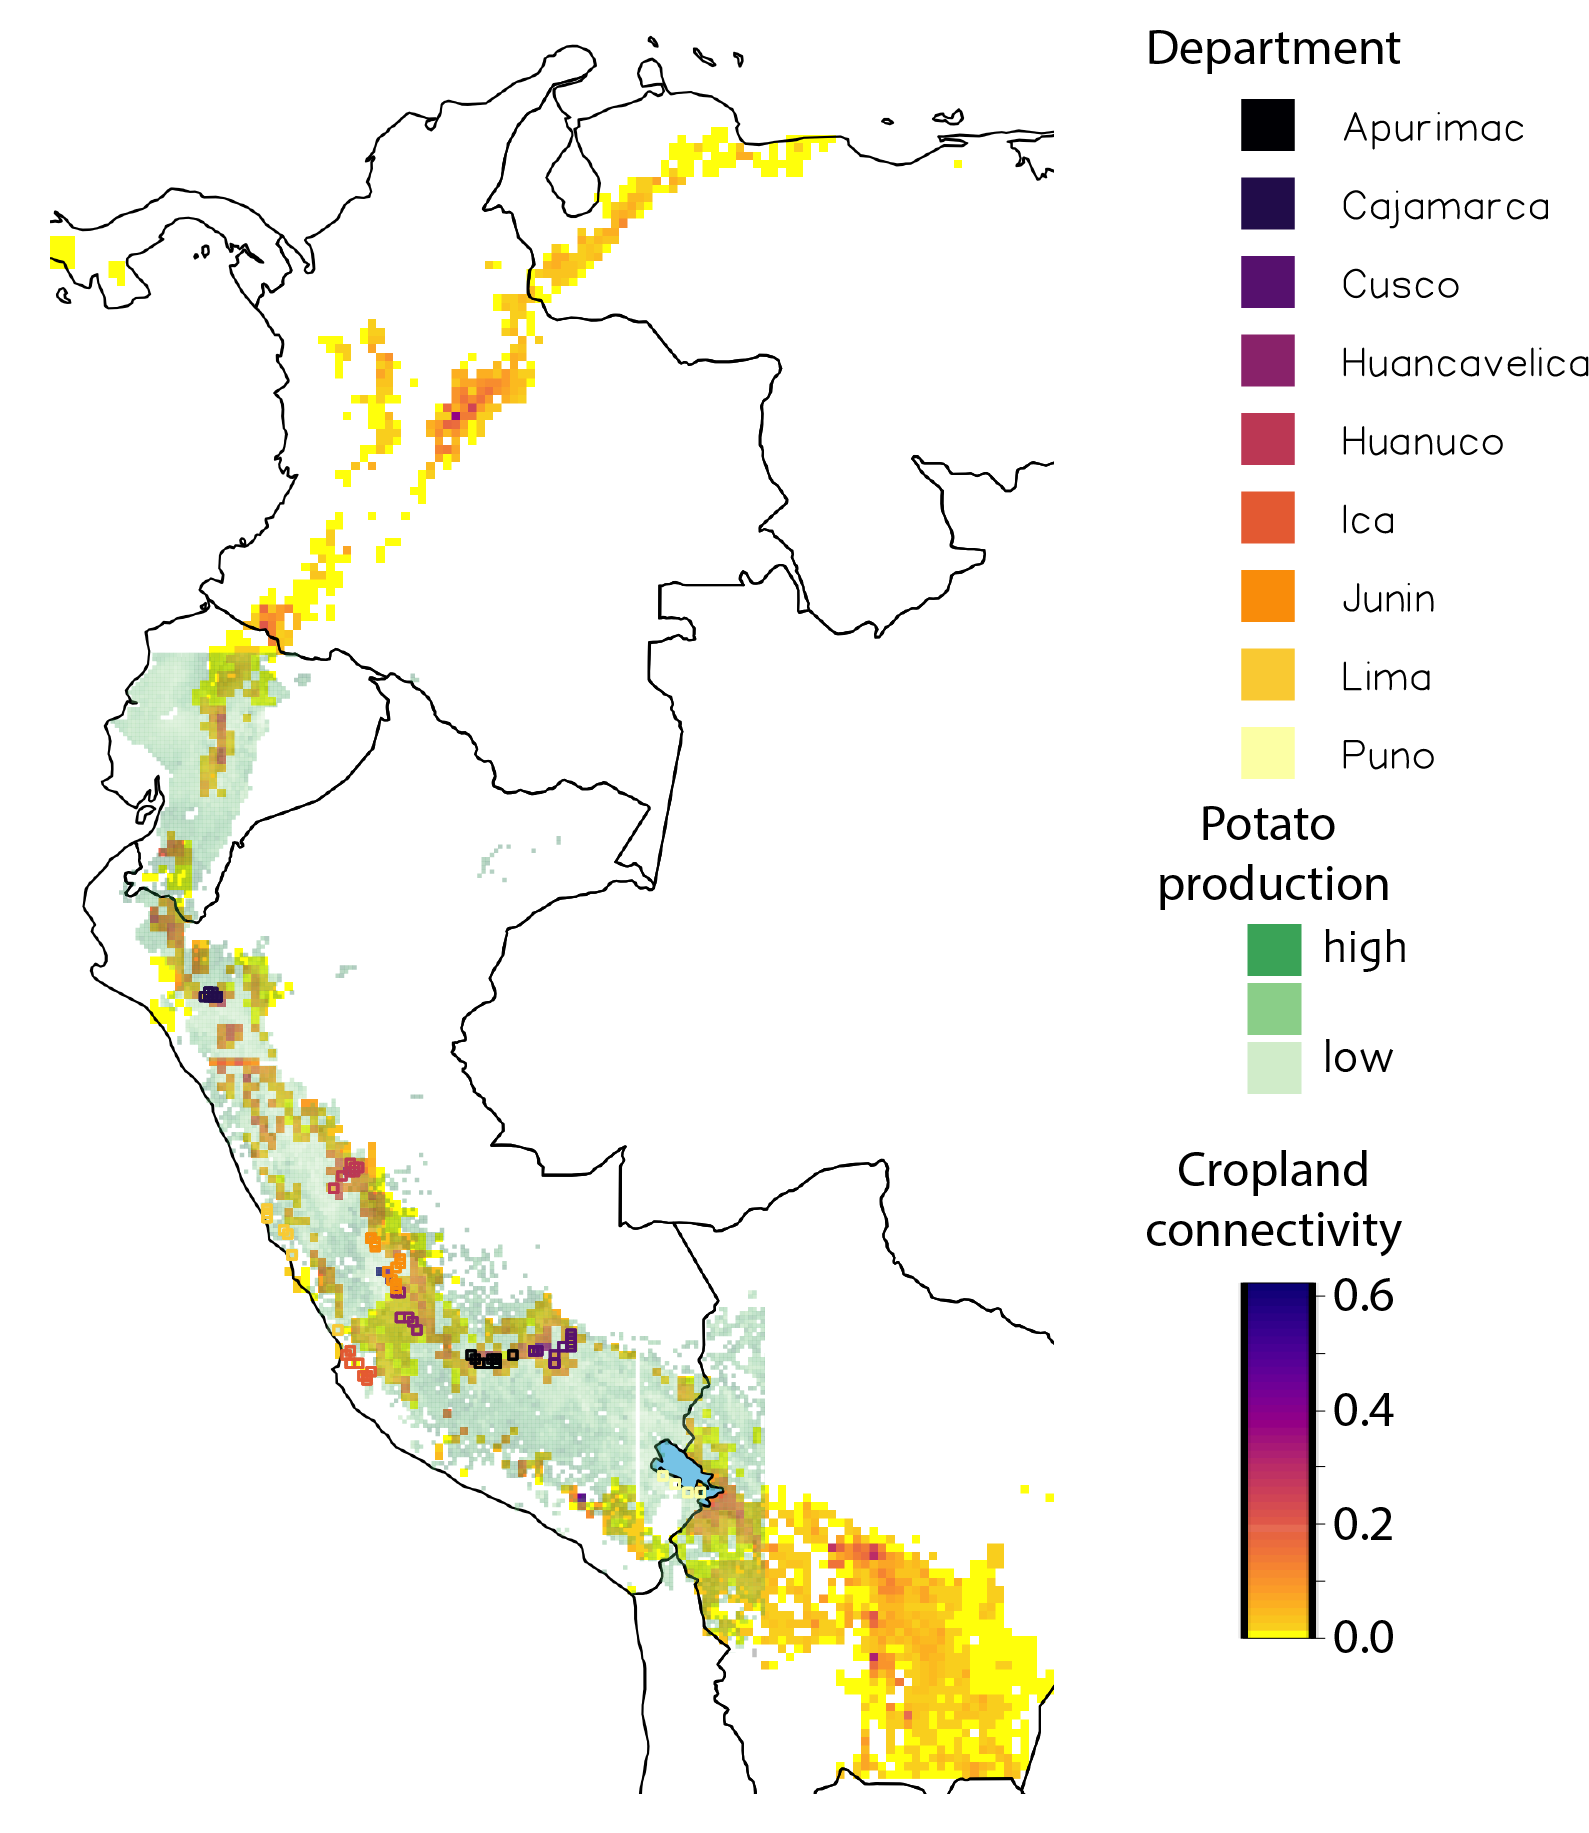 Department
Apurimac
Cajamarca
Cusco
Huancavelica
Huanuco
Ica
Junin
Lima
Puno
Potato
production
high
low
Cropland
connectivity
0.6
0.4
0.2
0.0